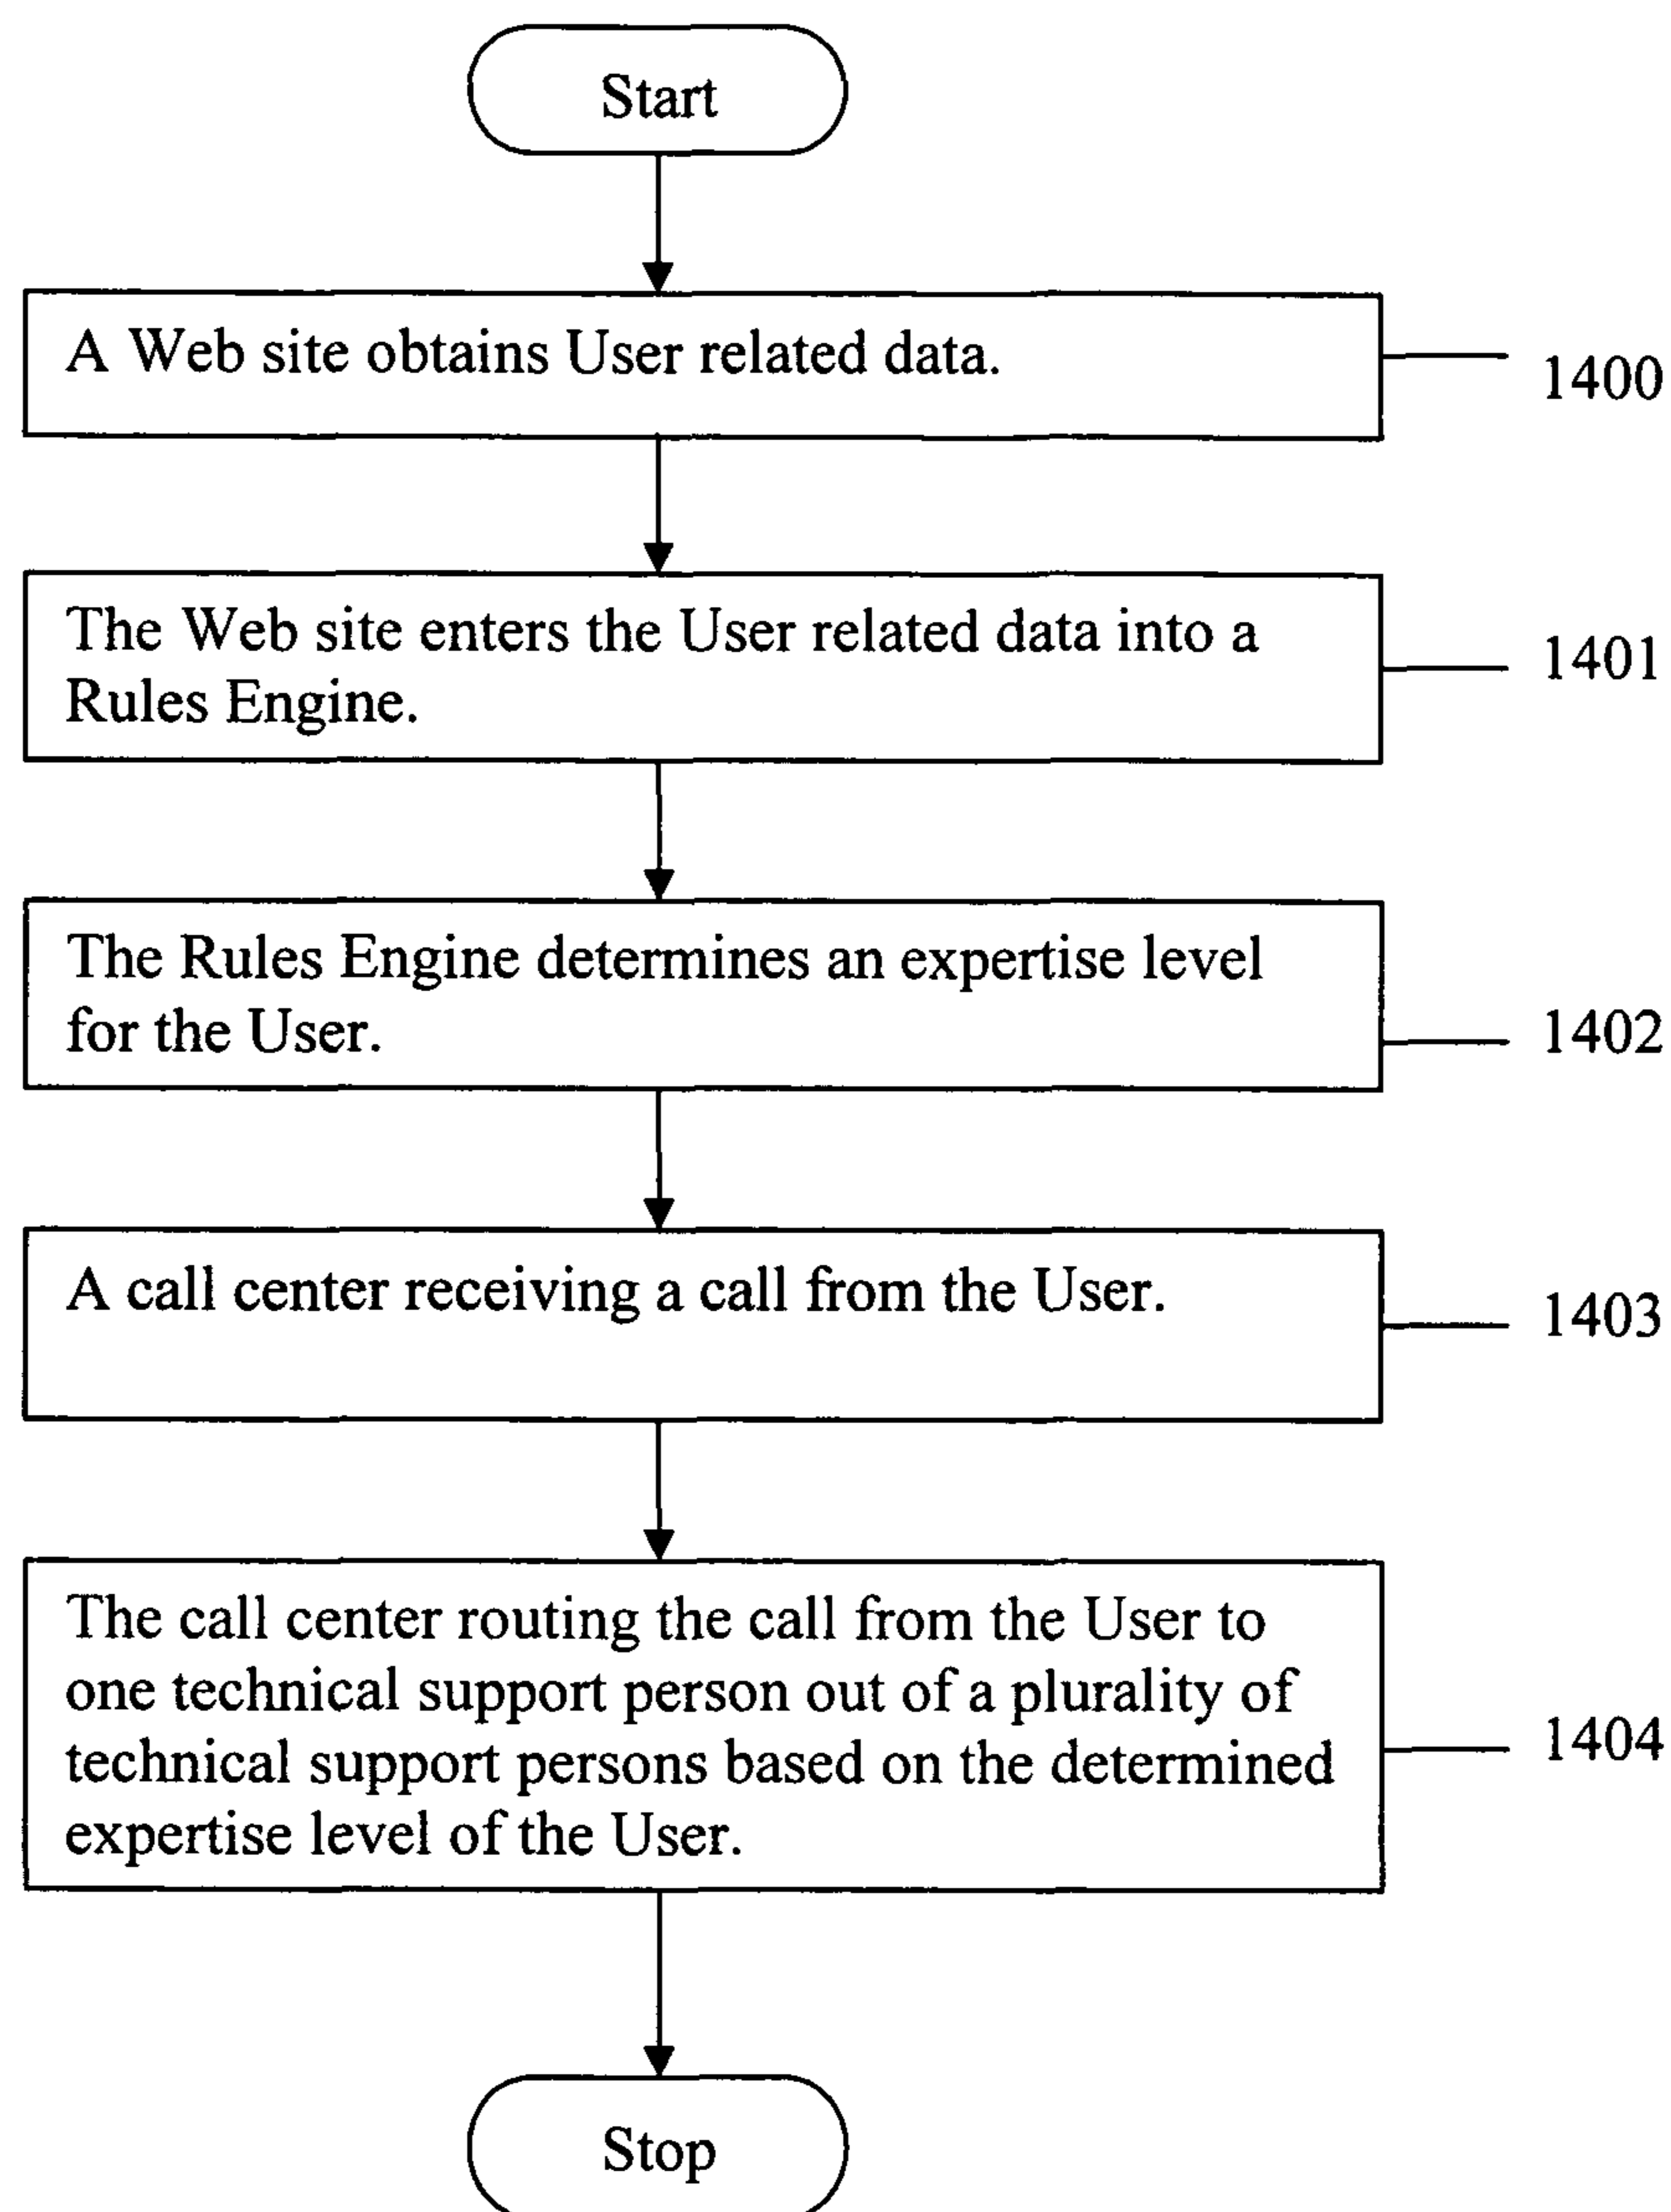 Start
A Web site obtains User related data.
1400
The Web site enters the User related data into a
Rules Engine.
1401
The Rules Engine determines an expertise level
for the User.
1402
A call center receiving a call from the User.
1403
The call center routing the call from the User to
one technical support person out of a plurality of
technical support persons based on the determined
expertise level of the User.
1404
Stop